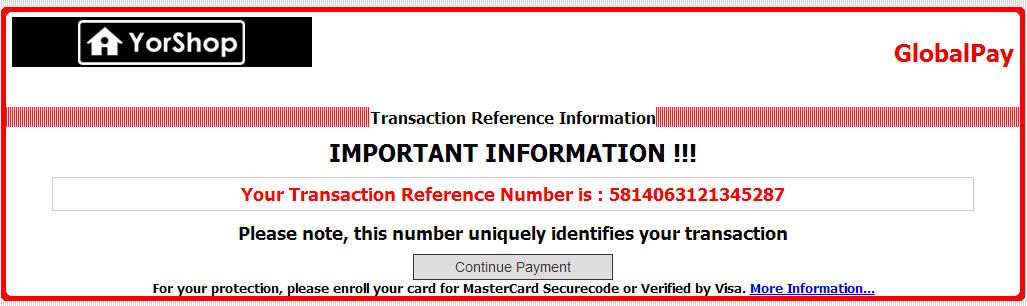 YorShop
GlobalPay
Transaction Reference Information
IMPORTANT INFORMATION !!!
Your Transaction Reference Number is : 5814063121345287
Please note, this number uniquely identifies your transaction
Continue Payment
For your protection, please enroll your card for MasterCard Securecode or Verified by Visa. More Information...